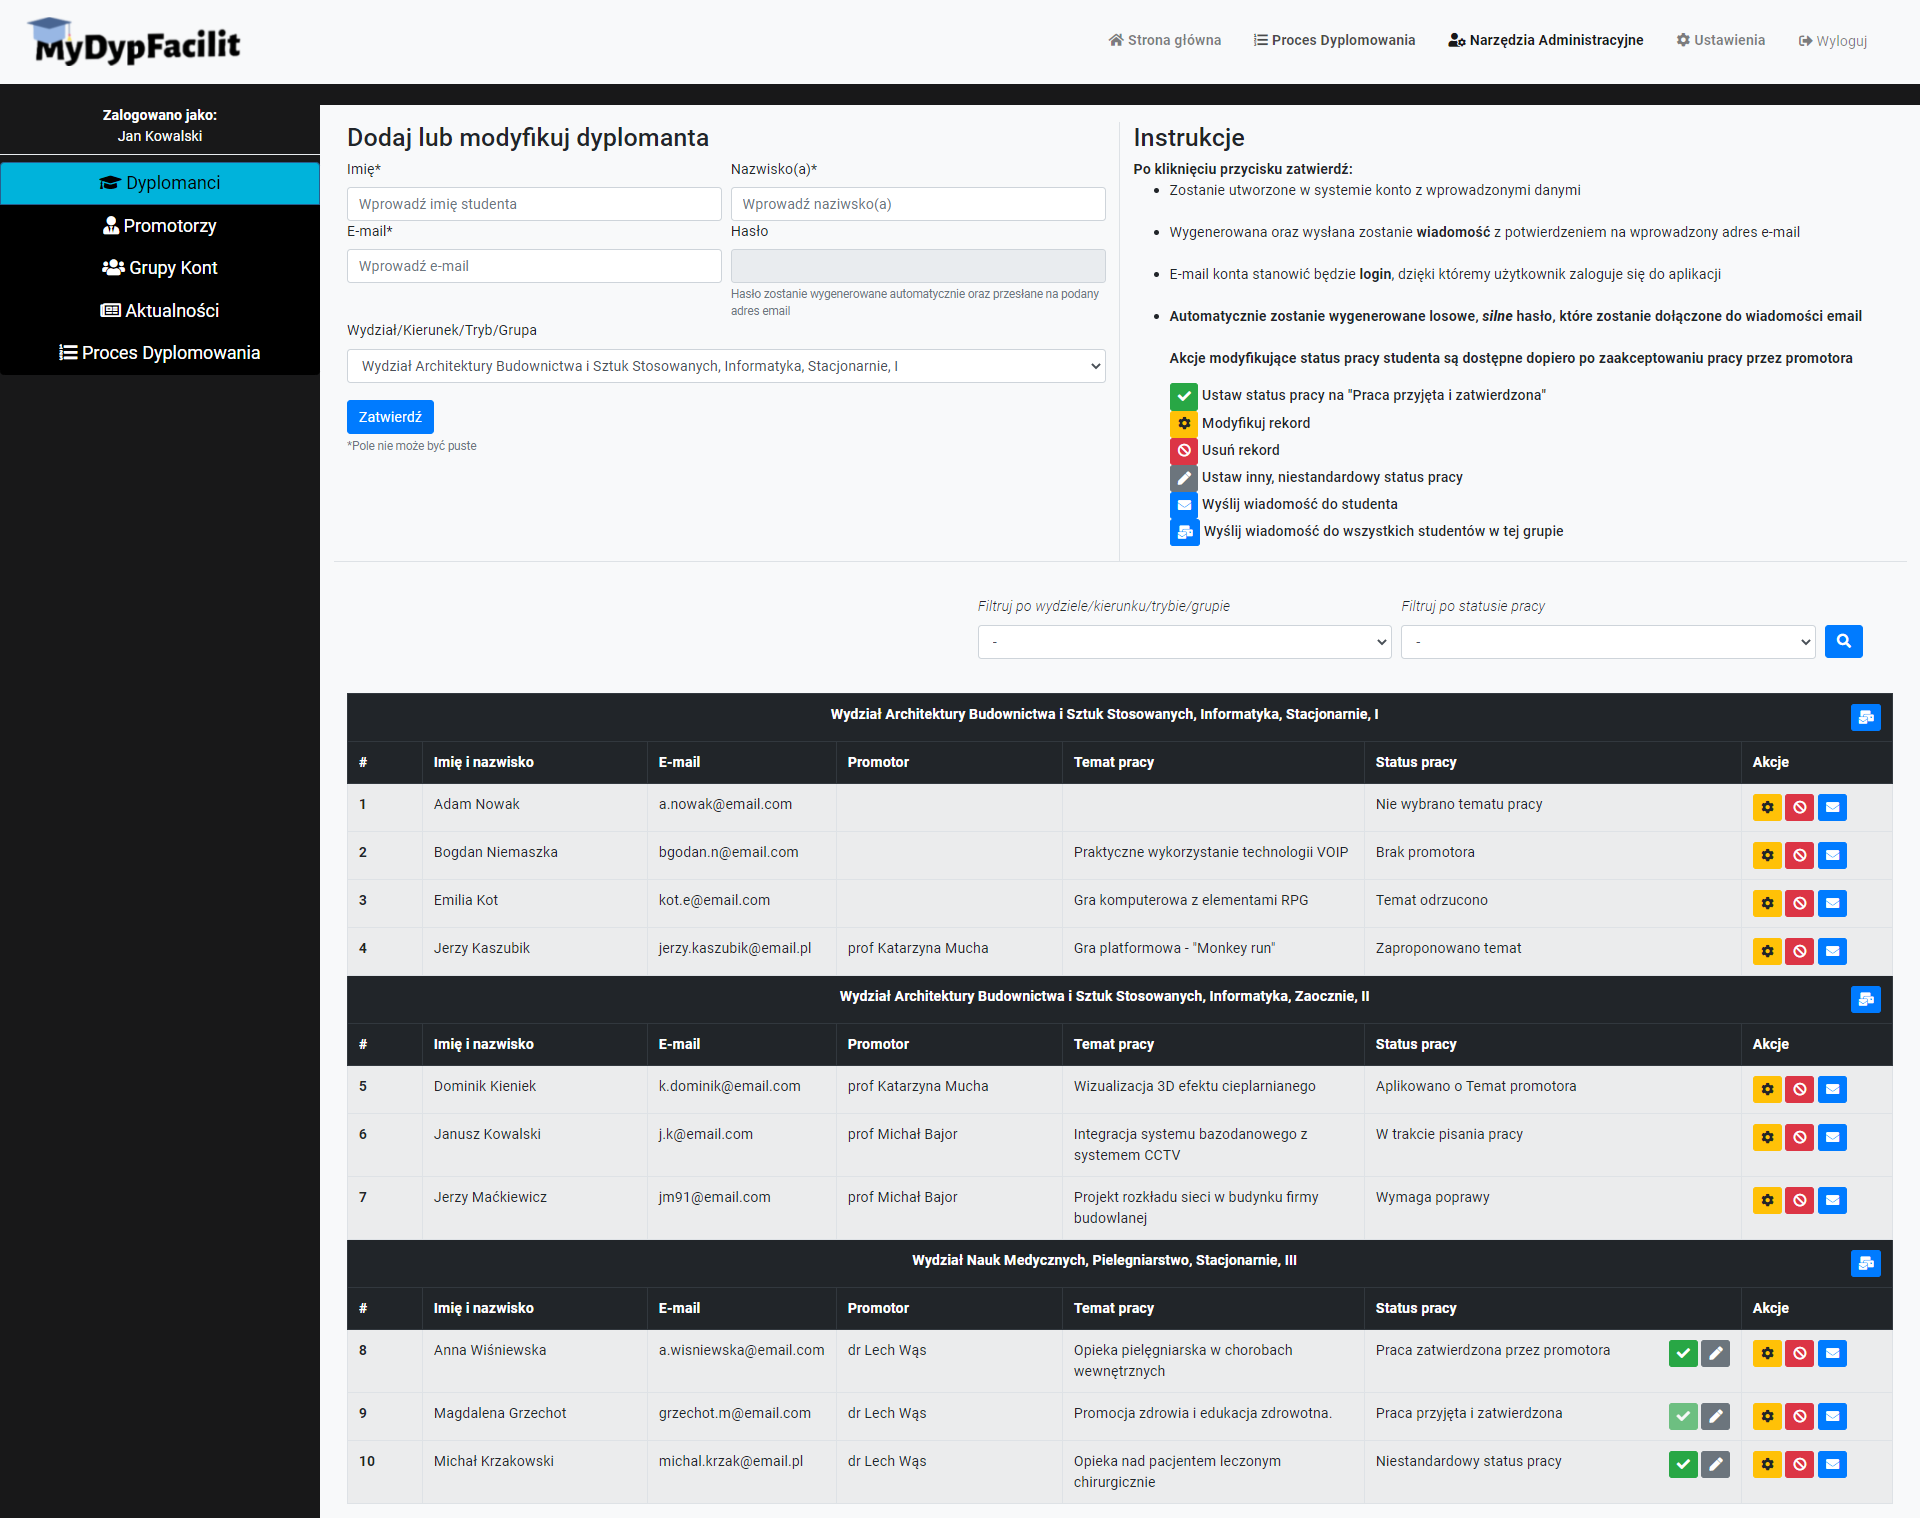 MyDypFacilit
Strona główna
Proces Dyplomowania
Narzędzia Administracyjne
Ustawienia
Wyloguj
Zalogowano jako:
Jan Kowalski
Dyplomanci
Promotorzy
Grupy Kont
Aktualności
Proces Dyplomowania
Dodaj lub modyfikuj dyplomanta
Imię*
Nazwisko(a)*
Wprowadź imię studenta
Wprowadź naziwsko(a)
E-mail*
Hasło
Wprowadź e-mail
Hasło zostanie wygenerowane automatycznie oraz przesłane na podany
adres email
Wydział/Kierunek/Tryb/Grupa
Wydział Architektury Budownictwa i Sztuk Stosowanych, Informatyka, Stacjonarnie, I
Zatwierdź
*Pole nie może być puste
Instrukcje
Po kliknięciu przycisku zatwierdź:
• Zostanie utworzone w systemie konto z wprowadzonymi danymi
• Wygenerowana oraz wysłana zostanie wiadomość z potwierdzeniem na wprowadzony adres e-mail
• E-mail konta stanowić będzie login, dzięki któremy użytkownik zaloguje się do aplikacji
• Automatycznie zostanie wygenerowane losowe, silne hasło, które zostanie dołączone do wiadomości email
Akcje modyfikujące status pracy studenta są dostępne dopiero po zaakceptowaniu pracy przez promotora
Ustaw status pracy na "Praca przyjęta i zatwierdzona"
Modyfikuj rekord
Usuń rekord
Ustaw inny, niestandardowy status pracy
Wyślij wiadomość do studenta
Wyślij wiadomość do wszystkich studentów w tej grupie
Filtruj po wydziele/kierunku/trybie/grupie
Filtruj po statusie pracy
-
-
Wydział Architektury Budownictwa i Sztuk Stosowanych, Informatyka, Stacjonarnie, I
# Imię i nazwisko E-mail Promotor Temat pracy Status pracy Akcje
1 Adam Nowak a.nowak@email.com Nie wybrano tematu pracy
2 Bogdan Niemaszka bgodan.n@email.com Praktyczne wykorzystanie technologii VOIP Brak promotora
3 Emilia Kot kot.e@email.com Gra komputerowa z elementami RPG Temat odrzucono
4 Jerzy Kaszubik jerzy.kaszubik@email.pl prof Katarzyna Mucha Gra platformowa - "Monkey run" Zaproponowano temat
Wydział Architektury Budownictwa i Sztuk Stosowanych, Informatyka, Zaocznie, II
# Imię i nazwisko E-mail Promotor Temat pracy Status pracy Akcje
5 Dominik Kieniek k.dominik@email.com prof Katarzyna Mucha Wizualizacja 3D efektu cieplarnianego Aplikowano o Temat promotora
6 Janusz Kowalski j.k@email.com prof Michał Bajor Integracja systemu bazodanowego z W trakcie pisania pracy
systemem CCTV
7 Jerzy Maćkiewicz jm91@email.com prof Michał Bajor Projekt rozkładu sieci w budynku firmy Wymaga poprawy
budowlanej
Wydział Nauk Medycznych, Pielegniarstwo, Stacjonarnie, III
# Imię i nazwisko E-mail Promotor Temat pracy Status pracy Akcje
8 Anna Wiśniewska a.wisniewska@email.com dr Lech Wąs Opieka pielęgniarska w chorobach Praca zatwierdzona przez promotora
wewnętrznych
9 Magdalena Grzechot grzechot.m@email.com dr Lech Wąs Promocja zdrowia i edukacja zdrowotna. Praca przyjęta i zatwierdzona
10 Michał Krzakowski michal.krzak@email.pl dr Lech Wąs Opieka nad pacjentem leczonym Niestandardowy status pracy
chirurgicznie